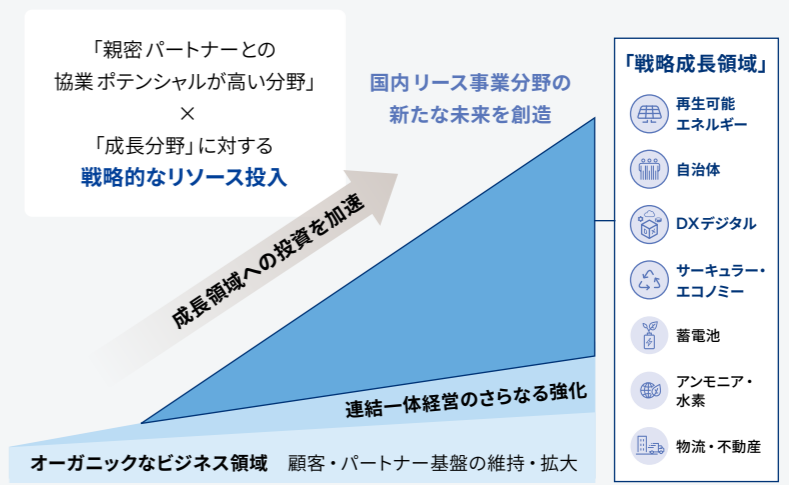 「親密パートナーとの
協業ポテンシャルが高い分野」
×
「成長分野」に対する
戦略的なリソース投入
国内リース事業分野の
新たな未来を創造
成長領域への投資を加速
連結一体経営のさらなる強化
オーガニックなビジネス領域 顧客・パートナー基盤の維持・拡大
「戦略成長領域」
再生可能
エネルギー
自治体
DXデジタル
サーキュラー・
エコノミー
蓄電池
アンモニア・
水素
物流・不動産